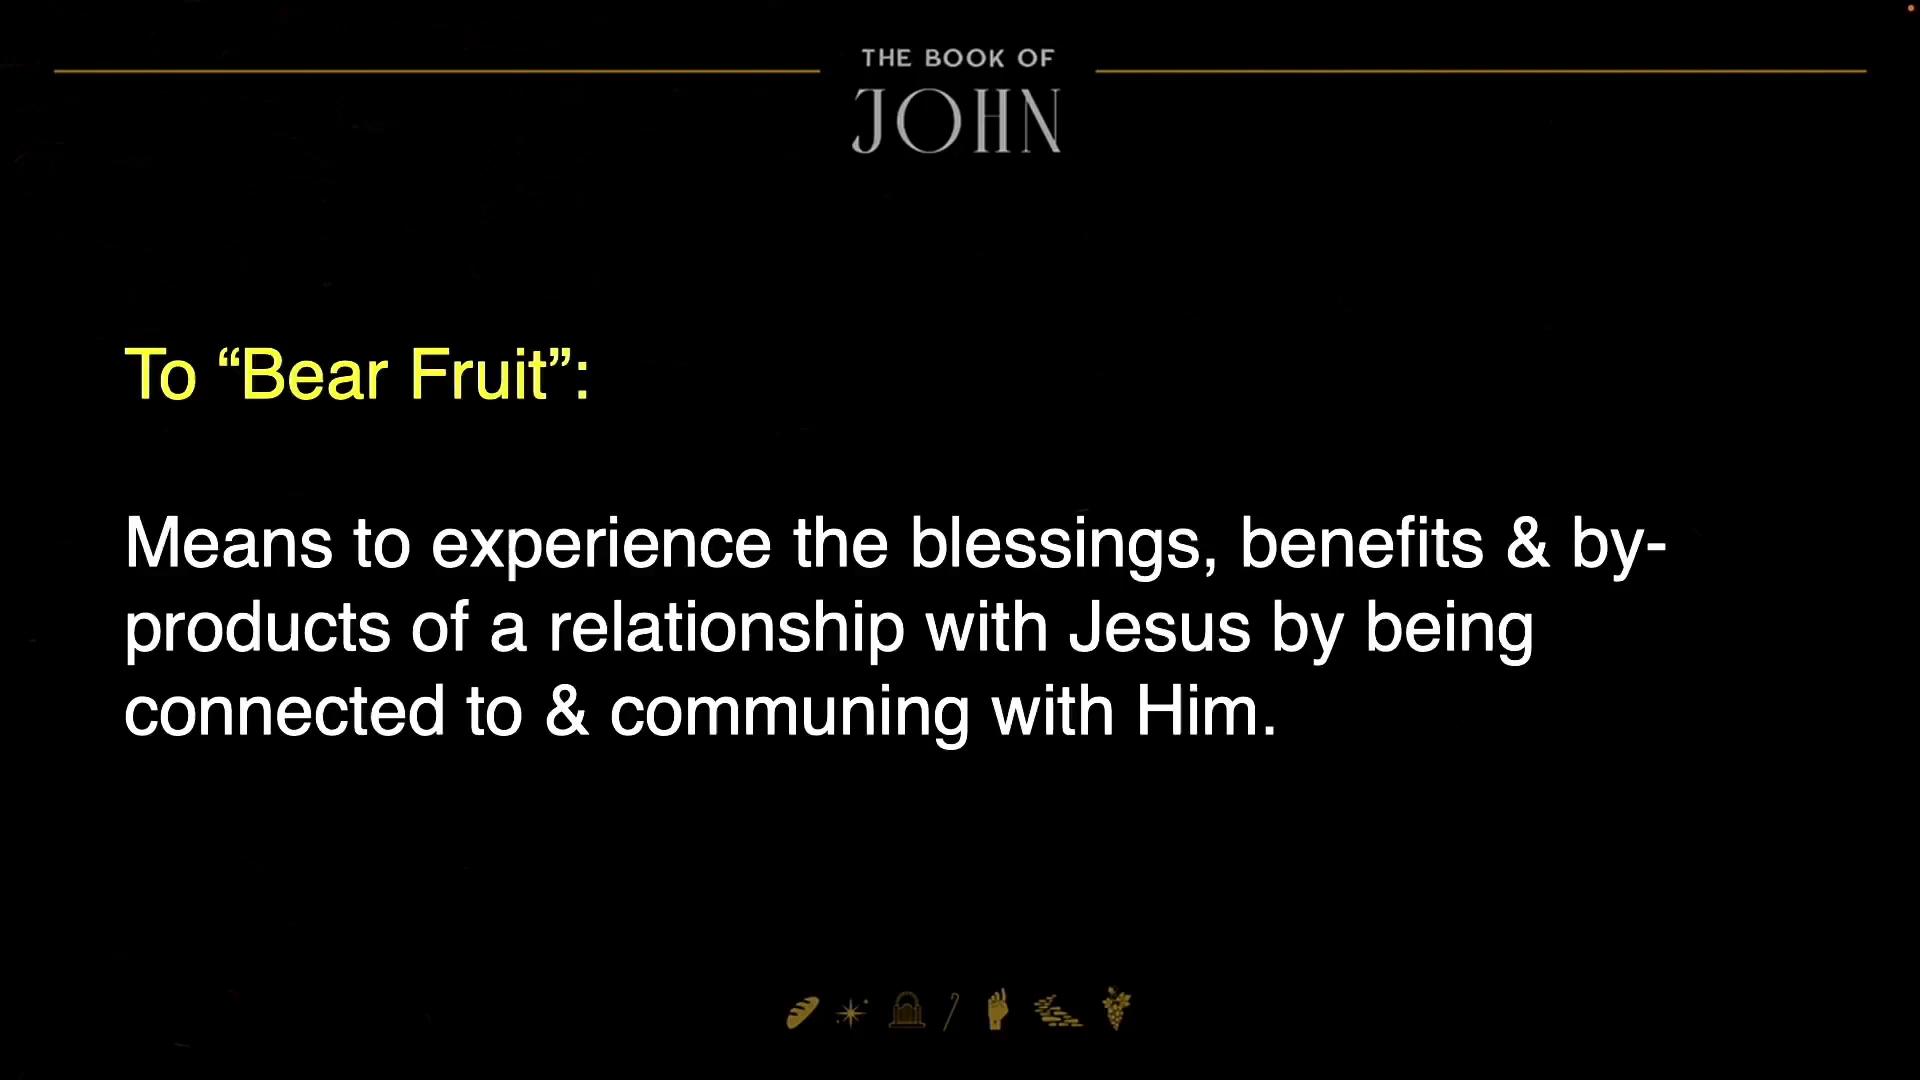 THE BOOK OF
JOHN
To “Bear Fruit”:
Means to experience the blessings, benefits & by-
products of a relationship with Jesus by being
connected to & communing with Him.